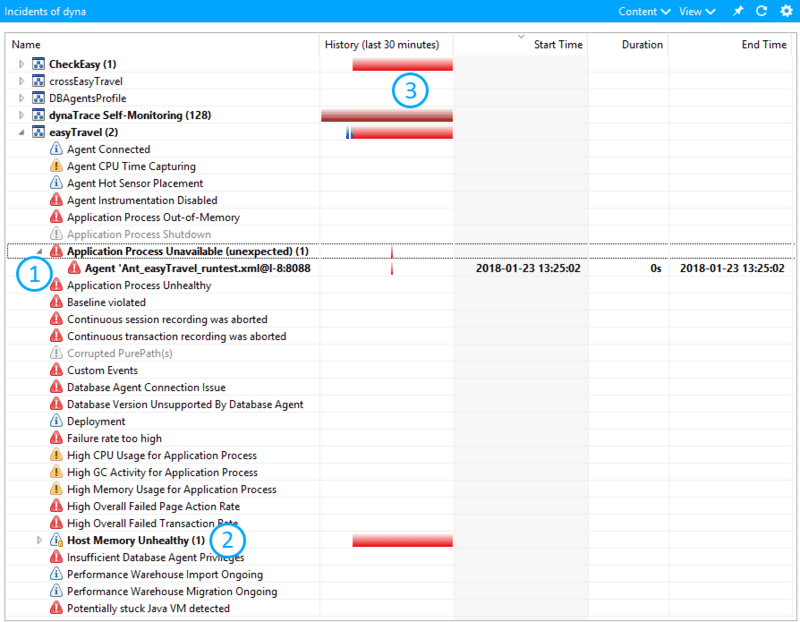 Incidents of dyna Content View
Name History (last 30 minutes) Start Time Duration End Time
CheckEasy (1)
crossEasyTravel
3
DBAgentsProfile
dynaTrace Self-Monitoring (128)
easyTravel (2)
Agent Connected
Agent CPU Time Capturing
Agent Hot Sensor Placement
Agent Instrumentation Disabled
Application Process Out-of-Memory
Application Process Shutdown
Application Process Unavailable (unexpected) (1)
1 Agent 'Ant_easyTravel_runtest.xml@l-8:8088 2018-01-23 13:25:02 0s 2018-01-23 13:25:02
Application Process Unhealthy
Baseline violated
Continuous session recording was aborted
Continuous transaction recording was aborted
Corrupted PurePath(s)
Custom Events
Database Agent Connection Issue
Database Version Unsupported By Database Agent
Deployment
Failure rate too high
High CPU Usage for Application Process
High GC Activity for Application Process
High Memory Usage for Application Process
High Overall Failed Page Action Rate
High Overall Failed Transaction Rate
Host Memory Unhealthy (1) 2
Insufficient Database Agent Privileges
Performance Warehouse Import Ongoing
Performance Warehouse Migration Ongoing
Potentially stuck Java VM detected